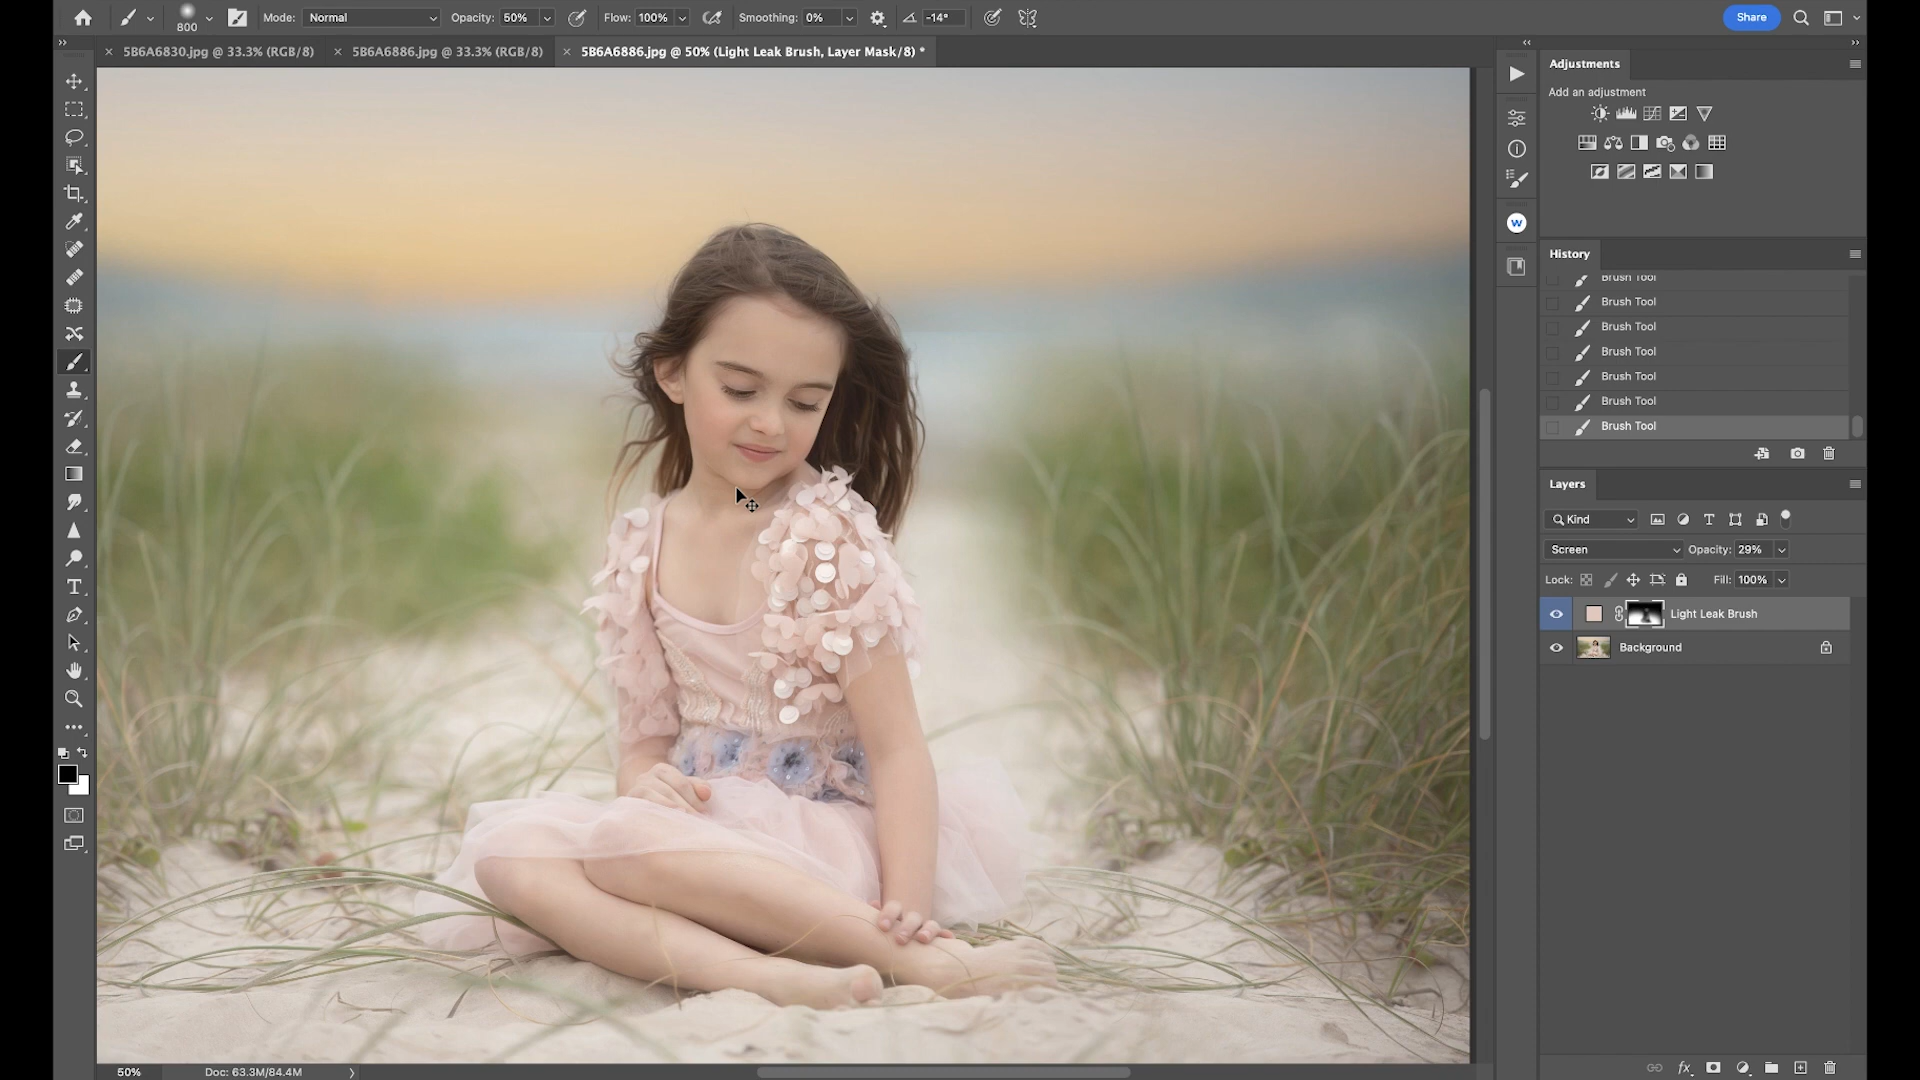 800
Mode: Normal
Opacity: 50%
Flow: 100%
Smoothing: 0%
-14°
Share
5B6A6830.jpg @ 33.3% (RGB/8)
5B6A6886.jpg @ 33.3% (RGB/8)
5B6A6886.jpg @ 50% (Light Leak Brush, Layer Mask/8) *
Adjustments
Add an adjustment
W
History
Brush Tool
Brush Tool
Brush Tool
Brush Tool
Brush Tool
Brush Tool
Brush Tool
Layers
Kind
Screen
Opacity: 29%
Lock:
Fill: 100%
Light Leak Brush
Background
fx
50%
Doc: 63.3M/84.4M